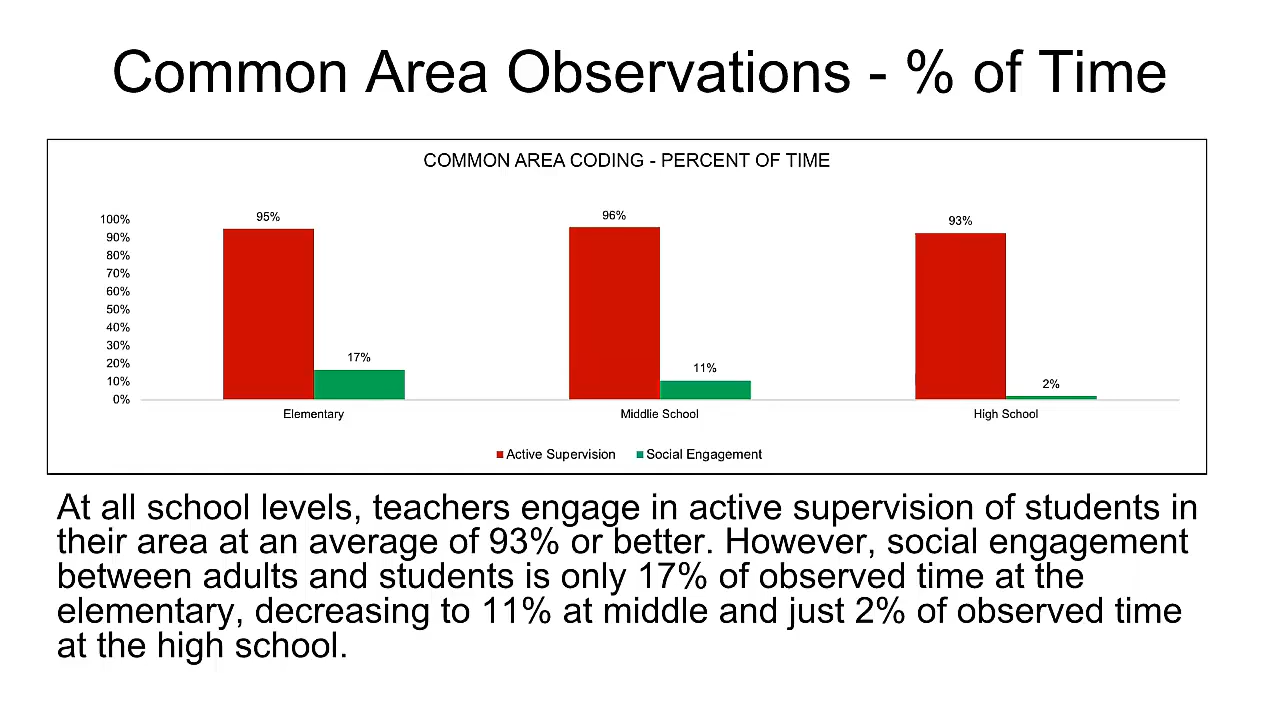 Common Area Observations - % of Time
COMMON AREA CODING - PERCENT OF TIME
100%
90%
80%
70%
60%
50%
40%
30%
20%
10%
0%
95%
17%
96%
11%
93%
2%
Elementary
Middlie School
High School
Active Supervision
Social Engagement
At all school levels, teachers engage in active supervision of students in
their area at an average of 93% or better. However, social engagement
between adults and students is only 17% of observed time at the
elementary, decreasing to 11% at middle and just 2% of observed time
at the high school.